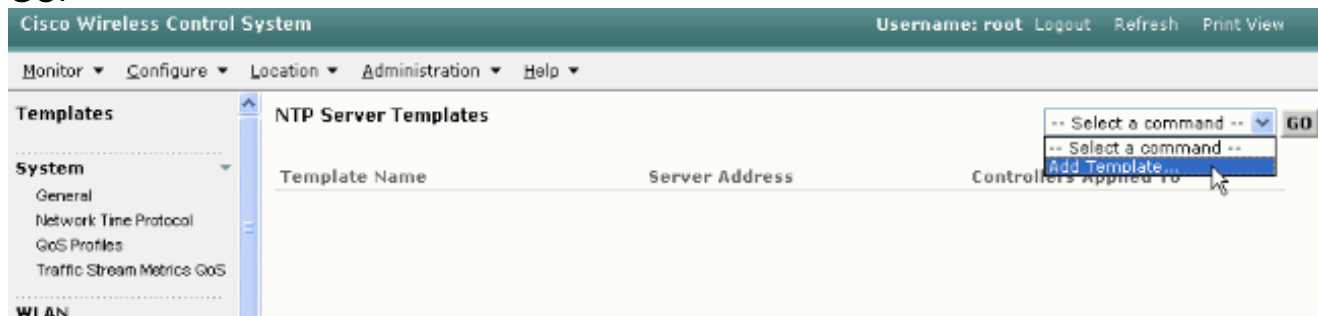 Cisco Wireless Control System
Username: root Logout Refresh Print View
Monitor Configure Location Administration Help
Templates
NTP Server Templates
-- Select a command -- GO
-- Select a command --
Add Template...
System
Template Name Server Address Controllers Applied To
General
Network Time Protocol
QoS Profiles
Traffic Stream Metrics QoS
WLAN